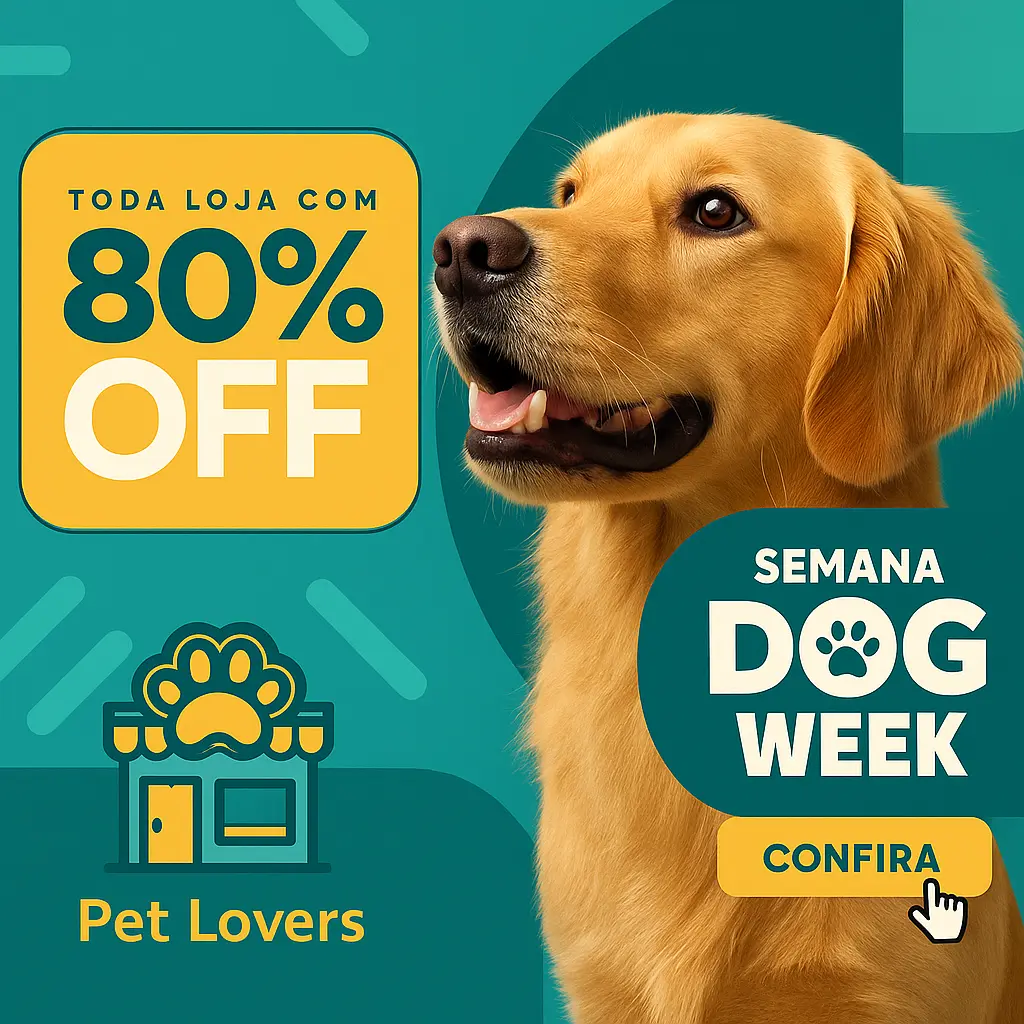 TODA LOJA COM
80%
OFF
SEMANA
DOG
WEEK
CONFIRA
Pet Lovers